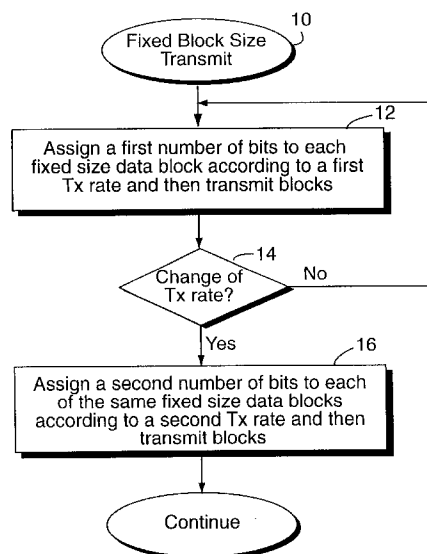 Fixed Block Size
Transmit
10
12
Assign a first number of bits to each
fixed size data block according to a first
Tx rate and then transmit blocks
14
Change of
Tx rate?
No
Yes
16
Assign a second number of bits to each
of the same fixed size data blocks
according to a second Tx rate and then
transmit blocks
Continue